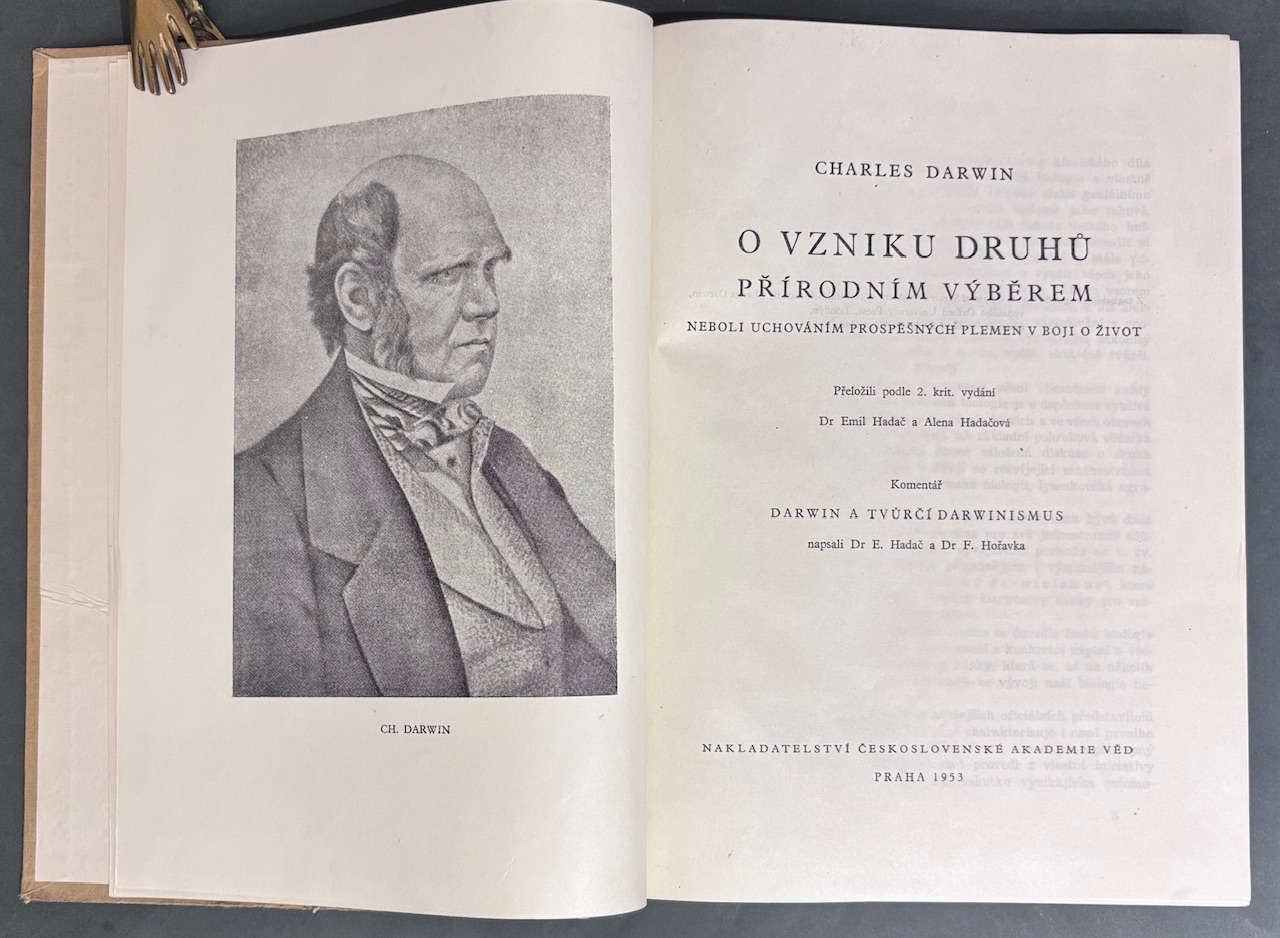 CH. DARWIN
CHARLES DARWIN
O VZNIKU DRUHŮ
PŘÍRODNÍM VÝBĚREM
NEBOLI UCHOVÁNÍM PROSPĚŠNÝCH PLEMEN V BOJI O ŽIVOT
Přeložili podle 2. krit. vydání
Dr Emil Hadač a Alena Hadačová
Komentář
DARWIN A TVŮRČÍ DARWINISMUS
napsali Dr E. Hadač a Dr F. Hořavka
NAKLADATELSTVÍ ČESKOSLOVENSKÉ AKADEMIE VĚD
PRAHA 1953